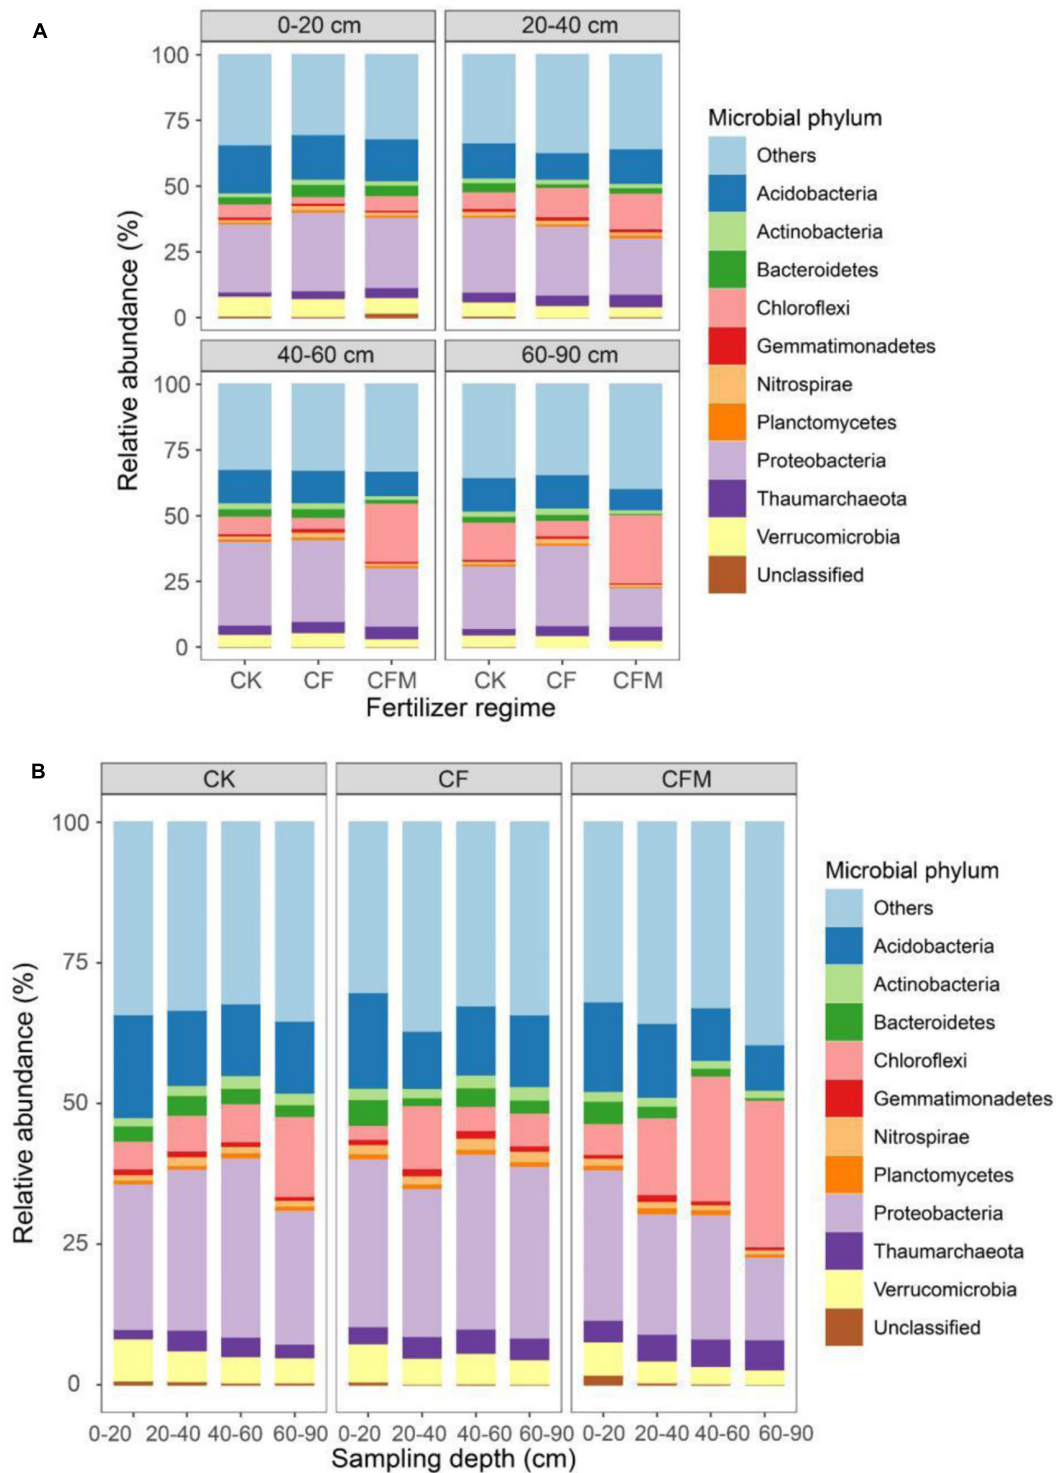 A
0-20 cm
20-40 cm
100
75
50
25
0
40-60 cm
60-90 cm
100
75
50
25
0
Relative abundance (%)
CK CF CFM
CK CF CFM
Fertilizer regime
Microbial phylum
Others
Acidobacteria
Actinobacteria
Bacteroidetes
Chloroflexi
Gemmatimonadetes
Nitrospirae
Planctomycetes
Proteobacteria
Thaumarchaeota
Verrucomicrobia
Unclassified
B
CK
CF
CFM
100
75
50
25
0
Relative abundance (%)
0-20 20-40 40-60 60-90
0-20 20-40 40-60 60-90
0-20 20-40 40-60 60-90
Sampling depth (cm)
Microbial phylum
Others
Acidobacteria
Actinobacteria
Bacteroidetes
Chloroflexi
Gemmatimonadetes
Nitrospirae
Planctomycetes
Proteobacteria
Thaumarchaeota
Verrucomicrobia
Unclassified